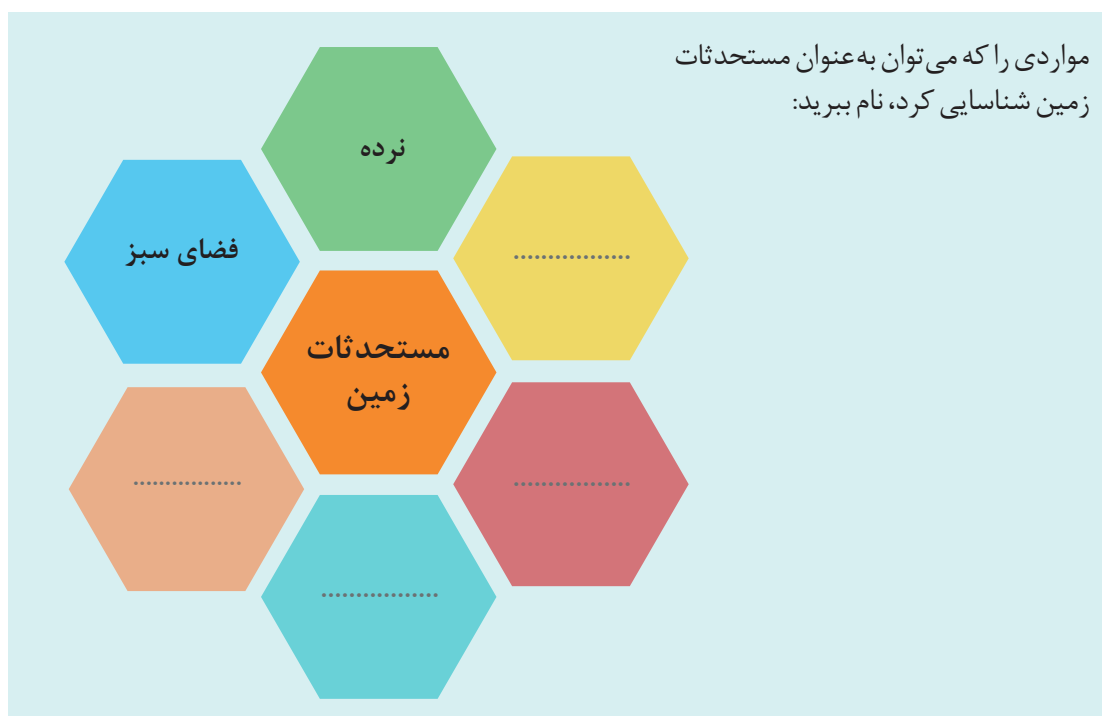 مواردی را که می‌توان به‌عنوان مستحدثات
زمین شناسایی کرد، نام ببرید:
نرده
.................
فضای سبز
مستحدثات
زمین
.................
.................
.................